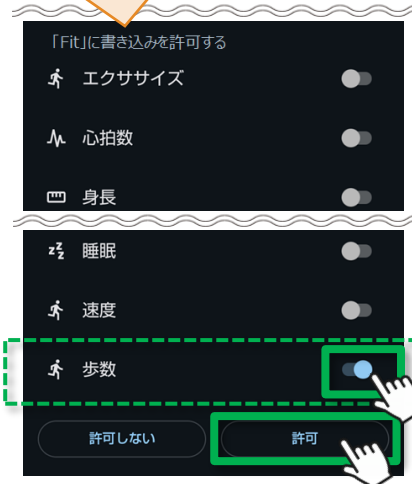 「Fit」に書き込みを許可する
エクササイズ
心拍数
身長
睡眠
速度
歩数
許可しない
許可